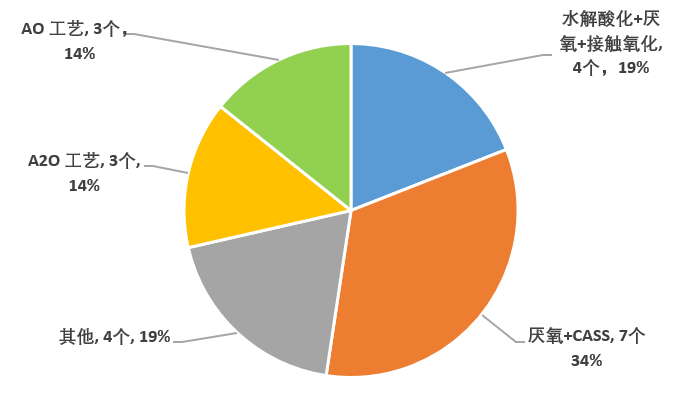 AO 工艺, 3个，
14%
水解酸化+厌
氧+接触氧化,
4个，19%
A2O 工艺, 3个,
14%
其他, 4个, 19%
厌氧+CASS, 7个
34%